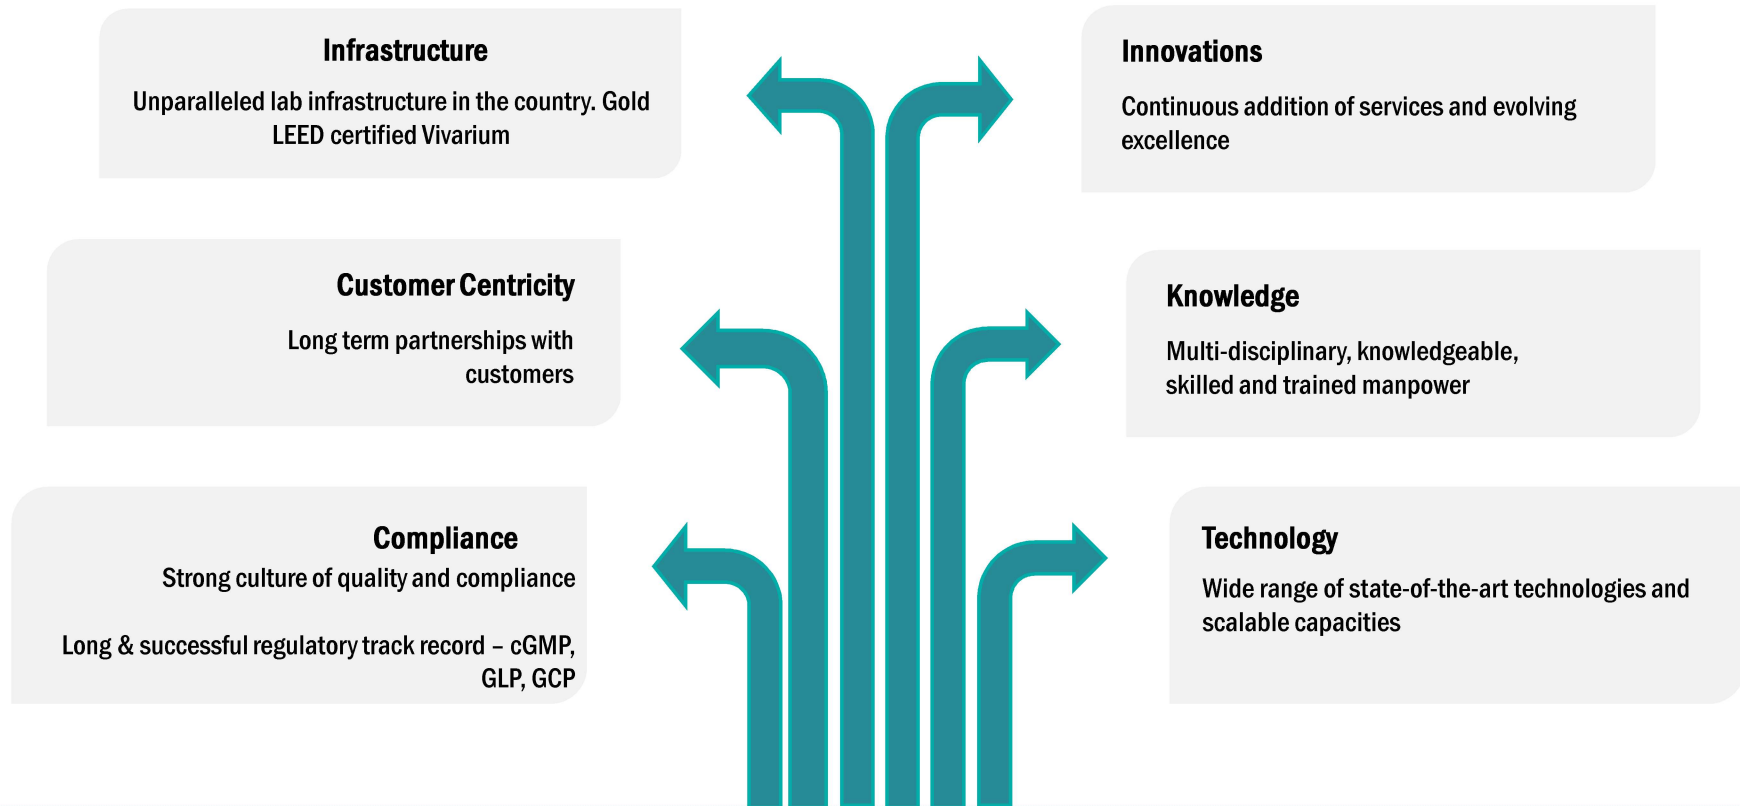 Infrastructure
Unparalleled lab infrastructure in the country. Gold
LEED certified Vivarium
Customer Centricity
Long term partnerships with
customers
Compliance
Strong culture of quality and compliance
Long & successful regulatory track record – cGMP,
GLP, GCP
Innovations
Continuous addition of services and evolving
excellence
Knowledge
Multi-disciplinary, knowledgeable,
skilled and trained manpower
Technology
Wide range of state-of-the-art technologies and
scalable capacities